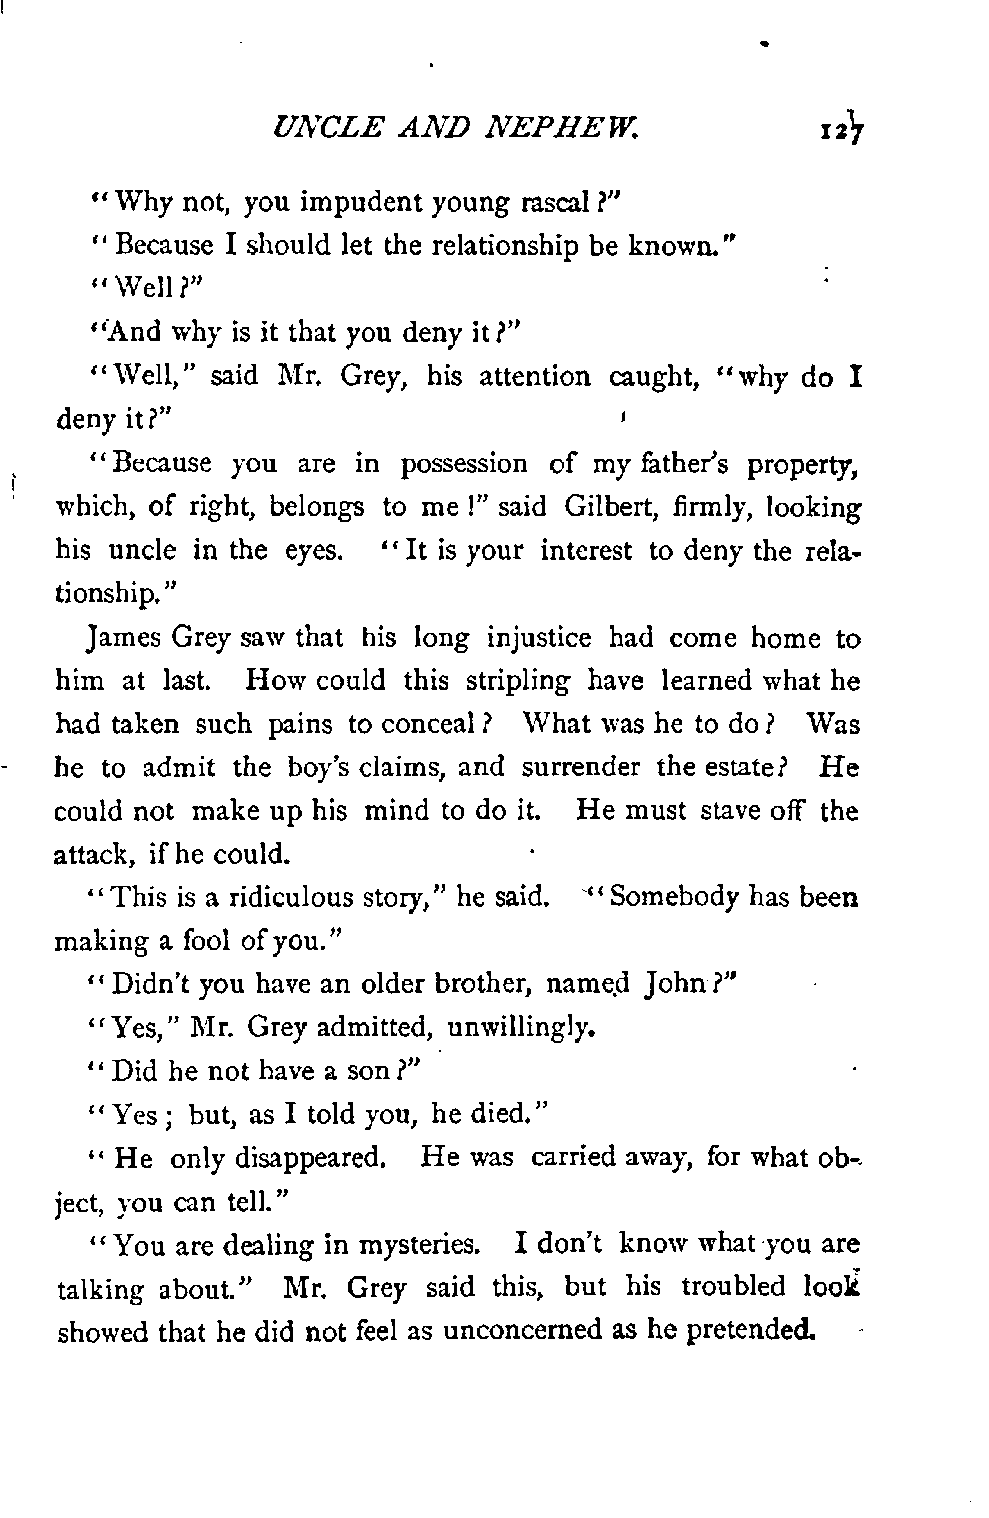 UNCLE AND NEPHEW. 127
"Why not, you impudent young rascal?"
"Because I should let the relationship be known."
"Well?"
"And why is it that you deny it?"
"Well," said Mr. Grey, his attention caught, "why do I
deny it?"
"Because you are in possession of my father's property,
which, of right, belongs to me!" said Gilbert, firmly, looking
his uncle in the eyes. "It is your interest to deny the rela-
tionship."
James Grey saw that his long injustice had come home to
him at last. How could this stripling have learned what he
had taken such pains to conceal? What was he to do? Was
he to admit the boy's claims, and surrender the estate? He
could not make up his mind to do it. He must stave off the
attack, if he could.
"This is a ridiculous story," he said. "Somebody has been
making a fool of you."
"Didn't you have an older brother, named John?"
"Yes," Mr. Grey admitted, unwillingly.
"Did he not have a son?"
"Yes; but, as I told you, he died."
"He only disappeared. He was carried away, for what ob-
ject, you can tell."
"You are dealing in mysteries. I don't know what you are
talking about." Mr. Grey said this, but his troubled look
showed that he did not feel as unconcerned as he pretended.